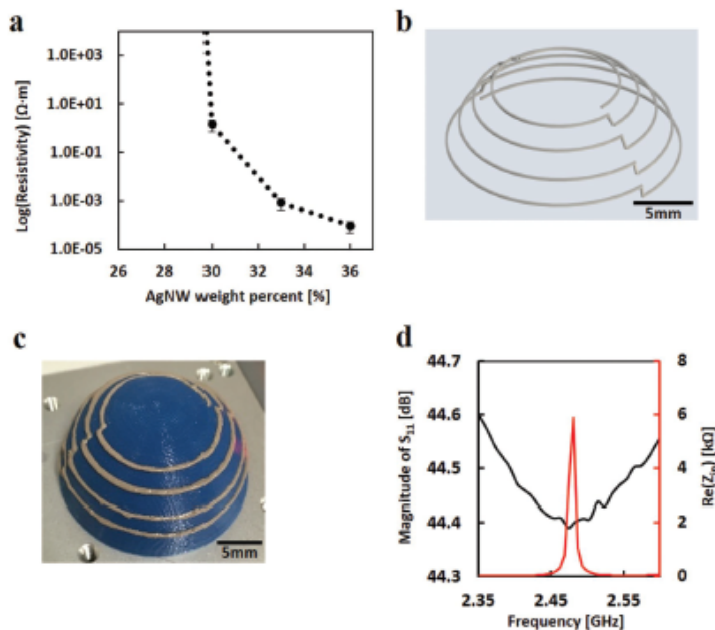 a
Log(Resistivity) [Ω·m]
1.0E+03
1.0E+01
1.0E-01
1.0E-03
1.0E-05
26 28 30 32 34 36
AgNW weight percent [%]
b
5mm
c
5mm
d
Magnitude of S11 [dB]
44.7
44.6
44.5
44.4
44.3
8
6
4
2
0
Re(Zin) [kΩ]
2.35 2.45 2.55
Frequency [GHz]